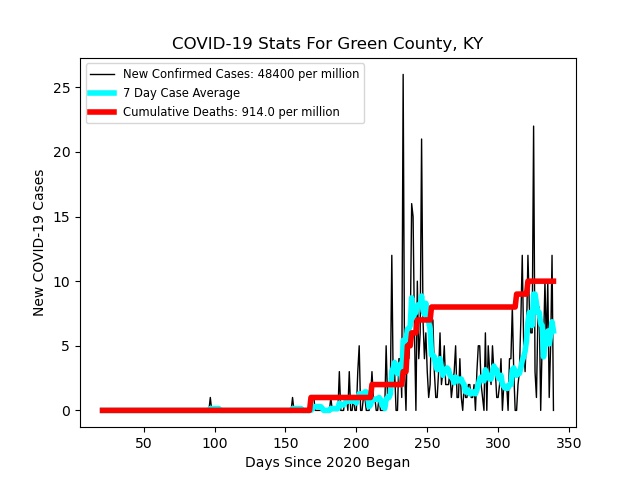 COVID-19 Stats For Green County, KY
New Confirmed Cases: 48400 per million
7 Day Case Average
Cumulative Deaths: 914.0 per million
New COVID-19 Cases
25
20
15
10
5
0
50
100
150
200
250
300
350
Days Since 2020 Began